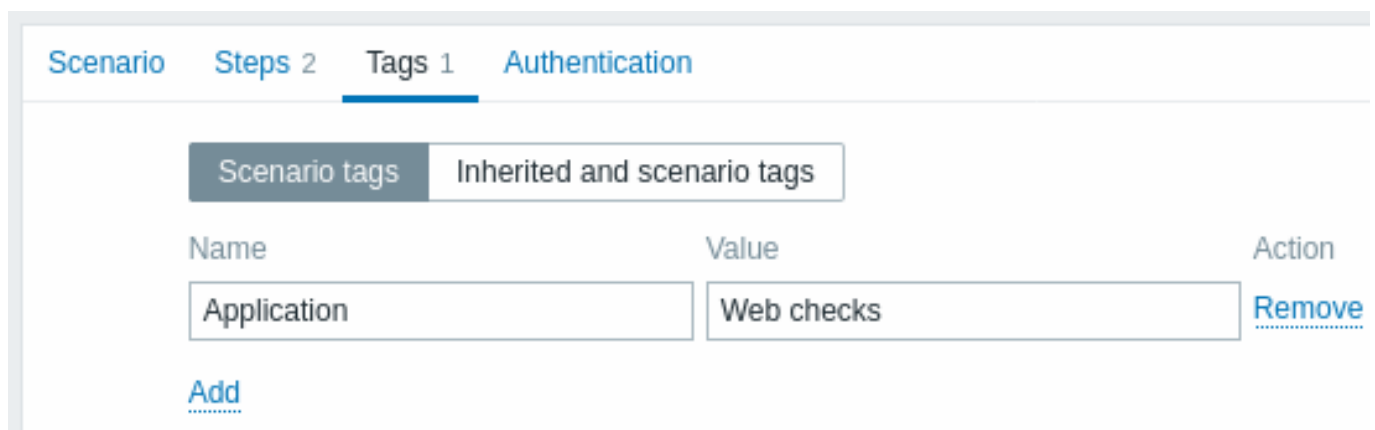 Scenario Steps 2 Tags 1 Authentication
Scenario tags Inherited and scenario tags
Name Value Action
Application Web checks Remove
Add